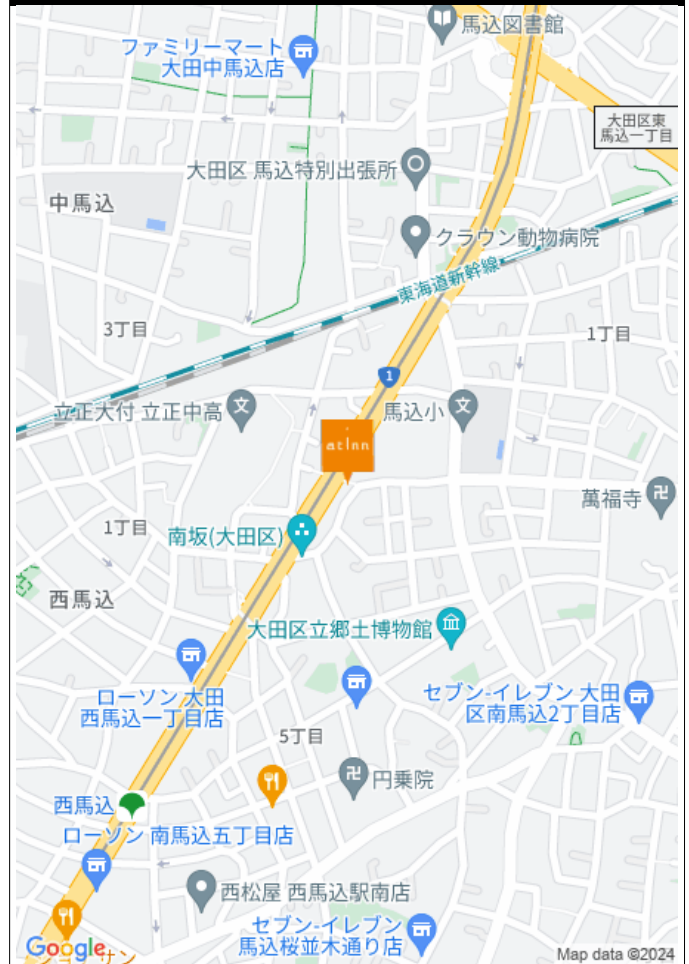 馬込図書館
ファミリーマート
大田中馬込店
大田区東
馬込一丁目
大田区 馬込特別出張所
中馬込
クラウン動物病院
東海道新幹線
3丁目
1丁目
1
立正大付 立正中高
文
馬込小
文
atinn
萬福寺
卍
1丁目
南坂(大田区)
西馬込
大田区立郷土博物館
ローソン 大田
西馬込一丁目店
セブン-イレブン 大田
区南馬込2丁目店
5丁目
卍
円乗院
西馬込
ローソン 南馬込五丁目店
西松屋 西馬込駅南店
セブン-イレブン
馬込桜並木通り店
Google
サン
Map data ©2024